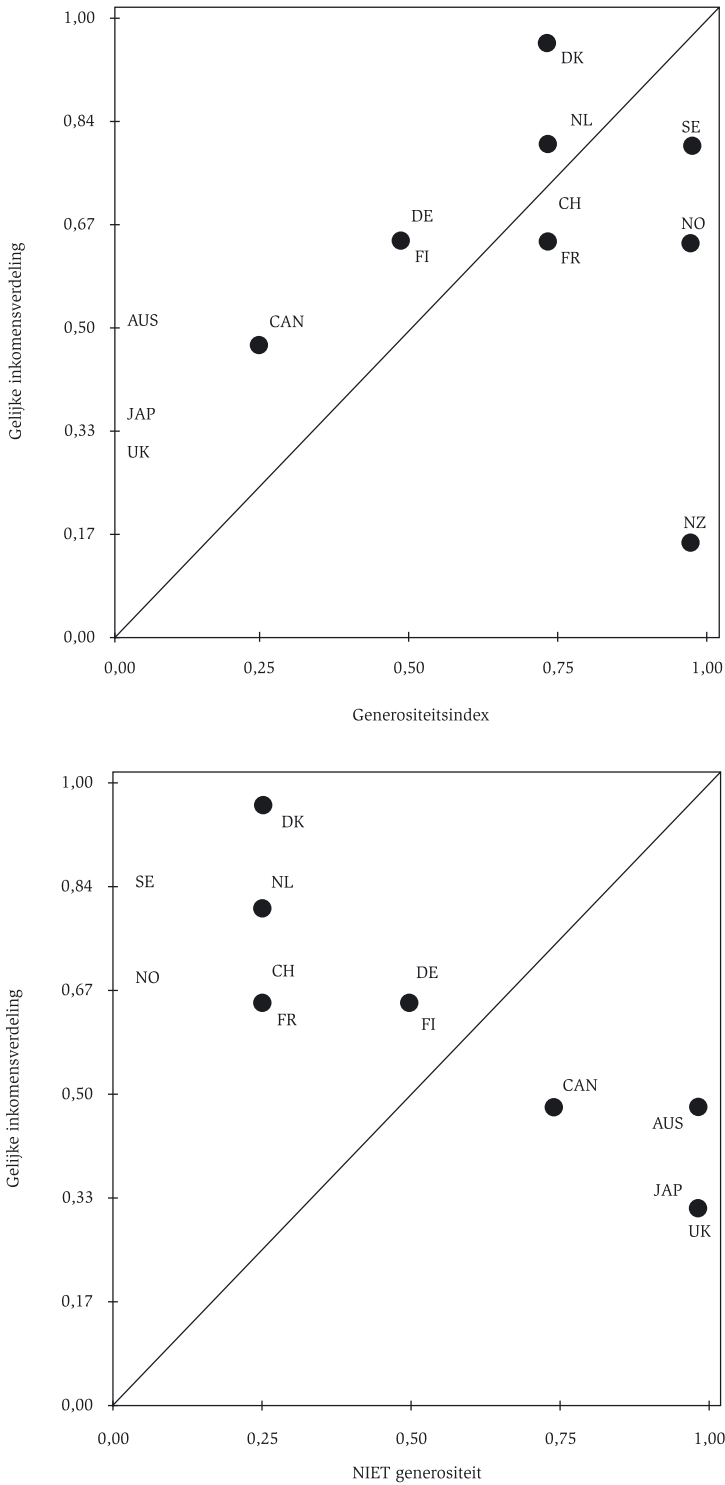 1,00
DK
0,84
NL
SE
CH
0,67
DE
NO
FI
FR
Gelijke inkomensverdeling
0,50
AUS
CAN
JAP
0,33
UK
0,17
NZ
0,00
0,00 0,25 0,50 0,75 1,00
Generositeitsindex
1,00
DK
0,84
SE
NL
NO
CH
DE
0,67
FR
FI
Gelijke inkomensverdeling
0,50
CAN
AUS
0,33
JAP
UK
0,17
0,00
0,00 0,25 0,50 0,75 1,00
NIET generositeit